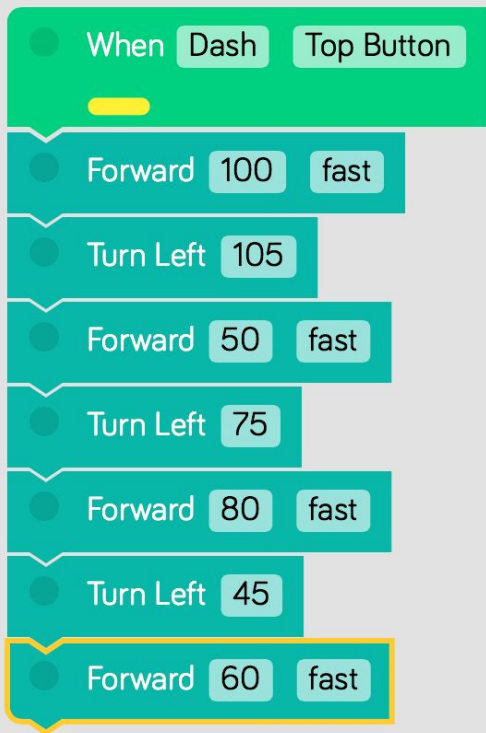 When Dash Top Button
Forward 100 fast
Turn Left 105
Forward 50 fast
Turn Left 75
Forward 80 fast
Turn Left 45
Forward 60 fast